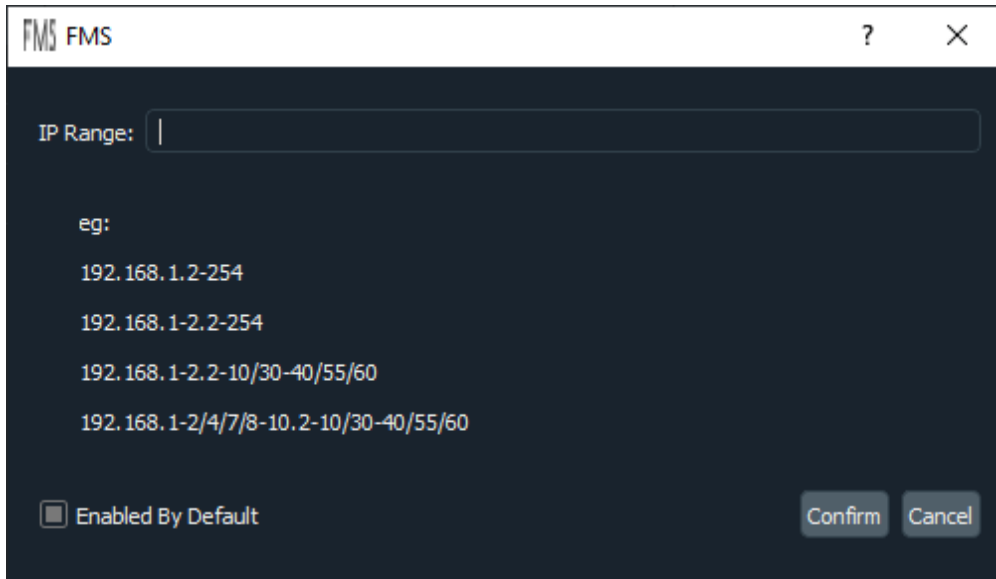 FMS FMS ? ×
IP Range:
eg:
192.168.1.2-254
192.168.1-2.2-254
192.168.1-2.2-10/30-40/55/60
192.168.1-2/4/7/8-10.2-10/30-40/55/60
Enabled By Default Confirm Cancel